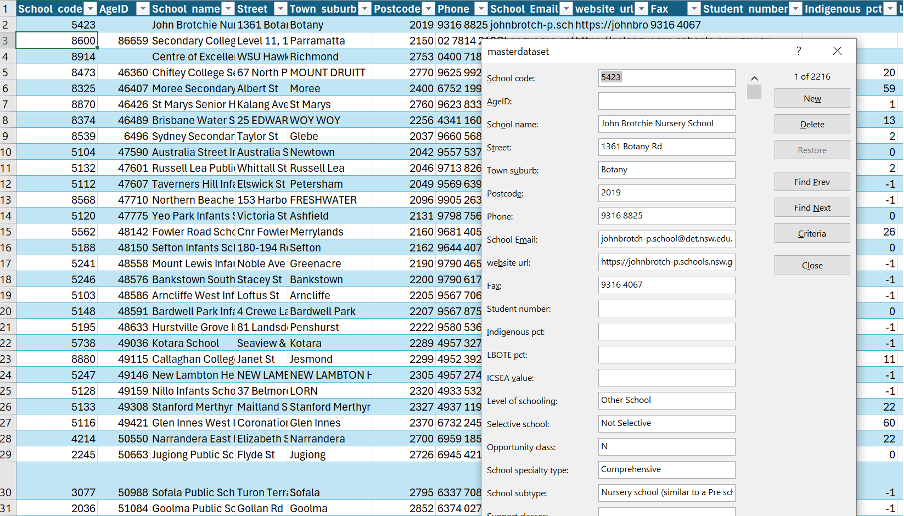 1 School_code AgeID School_name Street Town_suburb Postcode Phone School_Email website_url Fax Student_number Indigenous_pct L
2 5423 John Brotchie Nu 1361 Bota Botany 2019 9316 8825 johnbrotch-p.sch https://johnbro 9316 4067
3 8600 86659 Secondary Colleg Level 11, 1 Parramatta 2150 02 7814
4 8914 Centre of Excelle WSU Hawk Richmond 2753 0400 718
5 8473 46360 Chifley College Se 67 North P MOUNT DRUITT 2770 9625 992 20
6 8325 46407 Moree Secondary Albert St Moree 2400 6752 199 59
7 8870 46426 St Marys Senior H Kalang Ave St Marys 2760 9623 833 1
8 8374 46489 Brisbane Water S 25 EDWAR WOY WOY 2256 4341 160 13
9 8539 6496 Sydney Secondar Taylor St Glebe 2037 9660 568 2
10 5104 47590 Australia Street Ir Australia S Newtown 2042 9557 537 0
11 5132 47601 Russell Lea Public Whittall St Russell Lea 2046 9713 826 2
12 5112 47607 Taverners Hill Infa Elswick St Petersham 2049 9569 639 -1
13 8568 47710 Northern Beache 153 Harbo FRESHWATER 2096 9905 263 -1
14 5120 47775 Yeo Park Infants S Victoria St Ashfield 2131 9798 756 -1
15 5562 48142 Fowler Road Scho Cnr Fowler Merrylands 2160 9681 405 26
16 5188 48150 Sefton Infants Scl 180-194 R Sefton 2162 9644 407 0
17 5241 48558 Mount Lewis Infar Noble Ave Greenacre 2190 9790 465 -1
18 5246 48576 Bankstown South Stacey St Bankstown 2200 9790 617 -1
19 5103 48586 Arncliffe West Inf Loftus St Arncliffe 2205 9567 706 -1
20 5148 48591 Bardwell Park Infa 4 Crewe La Bardwell Park 2207 9567 875 0
21 5195 48633 Hurstville Grove I 81 Landsd Penshurst 2222 9580 536 -1
22 5738 49036 Kotara School Seaview & Kotara 2289 4957 327 -1
23 8880 49115 Callaghan Colleg Janet St Jesmond 2299 4952 392 11
24 5247 49146 New Lambton He NEW LAME NEW LAMBTON H 2305 4957 274 -1
25 5128 49159 Nillo Infants Scho 37 Belmor LORN 2320 4933 532 -1
26 5133 49308 Stanford Merthyr Maitland S Stanford Merthyr 2327 4937 119 22
27 5116 49421 Glen Innes West I Coronatior Glen Innes 2370 6732 245 60
28 4214 50550 Narrandera East I Elizabeth S Narrandera 2700 6959 185 22
29 2245 50663 Jugiong Public Sc Flyde St Jugiong 2726 6945 421 0
30 3077 50988 Sofala Public Sch Turon Terr Sofala 2795 6337 708 -1
31 2036 51084 Goolma Public Sc Gollan Rd Goolma 2852 6374 027 -1
masterdataset ?
School code: 5423 1 of 2216
AgeID: New
School name: John Brotchie Nursery School Delete
Street: 1361 Botany Rd Restore
Town suburb: Botany
Postcode: 2019 Find Prev
Phone: 9316 8825 Find Next
School Email: johnbrotch-p.school@det.nsw.edu. Criteria
website url: https://johnbrotch-p.schools.nsw.g Close
Fax: 9316 4067
Student number:
Indigenous pct:
LBOTE pct:
ICSEA value:
Level of schooling: Other School
Selective school: Not Selective
Opportunity class: N
School specialty type: Comprehensive
School subtype: Nursery school (similar to a Pre sch